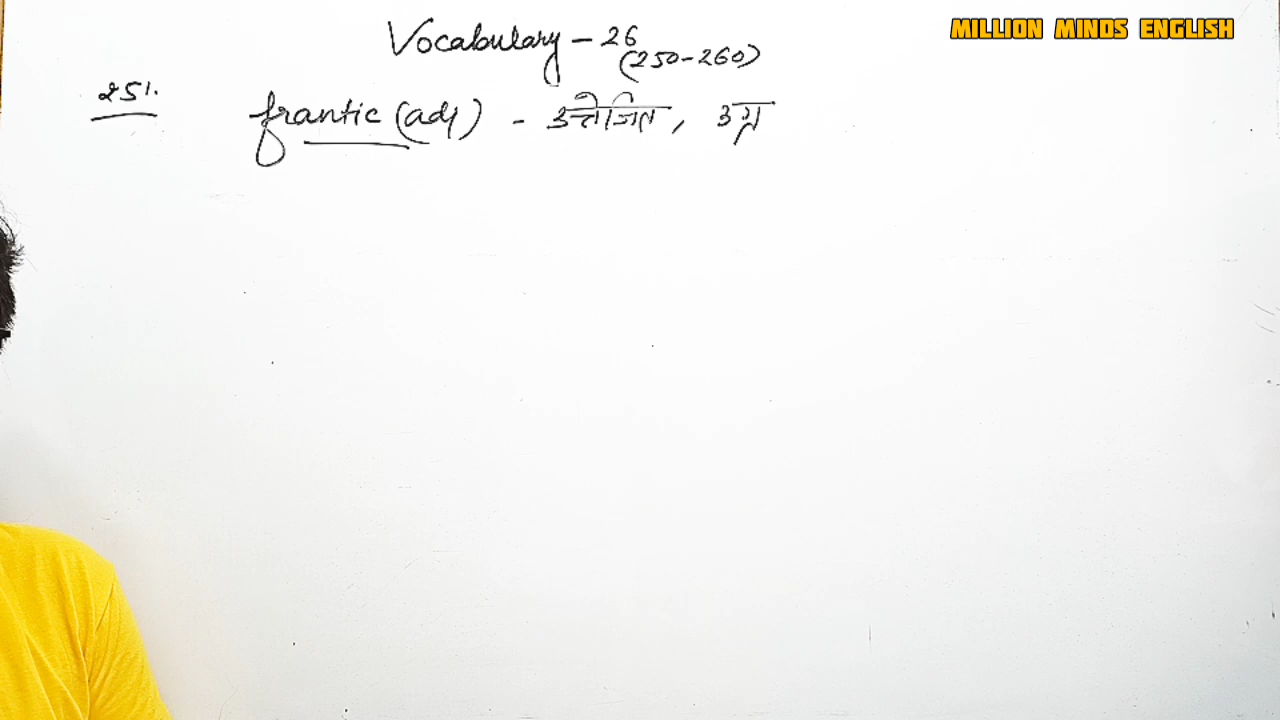 MILLION MINDS ENGLISH
Vocabulary - 26
(250-260)
251. frantic (adj) - उत्तेजित, उग्र